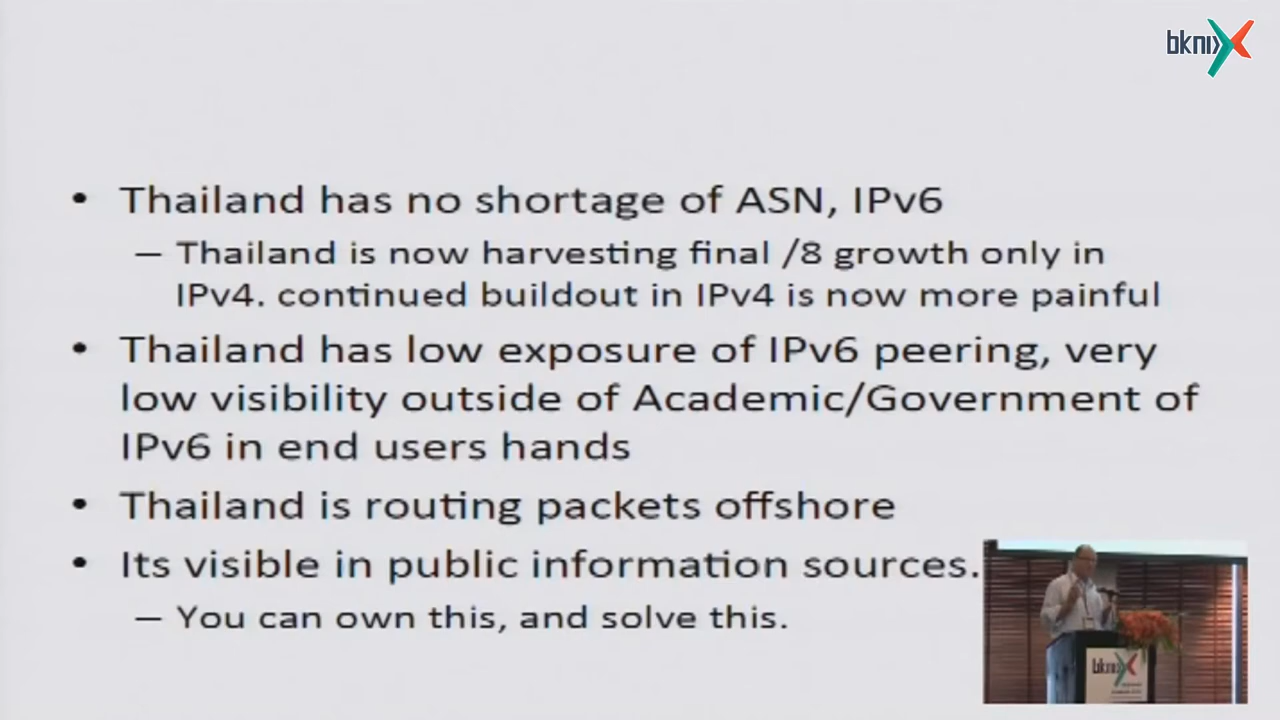 bknix
• Thailand has no shortage of ASN, IPv6
– Thailand is now harvesting final /8 growth only in
IPv4. continued buildout in IPv4 is now more painful
• Thailand has low exposure of IPv6 peering, very
low visibility outside of Academic/Government of
IPv6 in end users hands
• Thailand is routing packets offshore
• Its visible in public information sources.
– You can own this, and solve this.
bknix